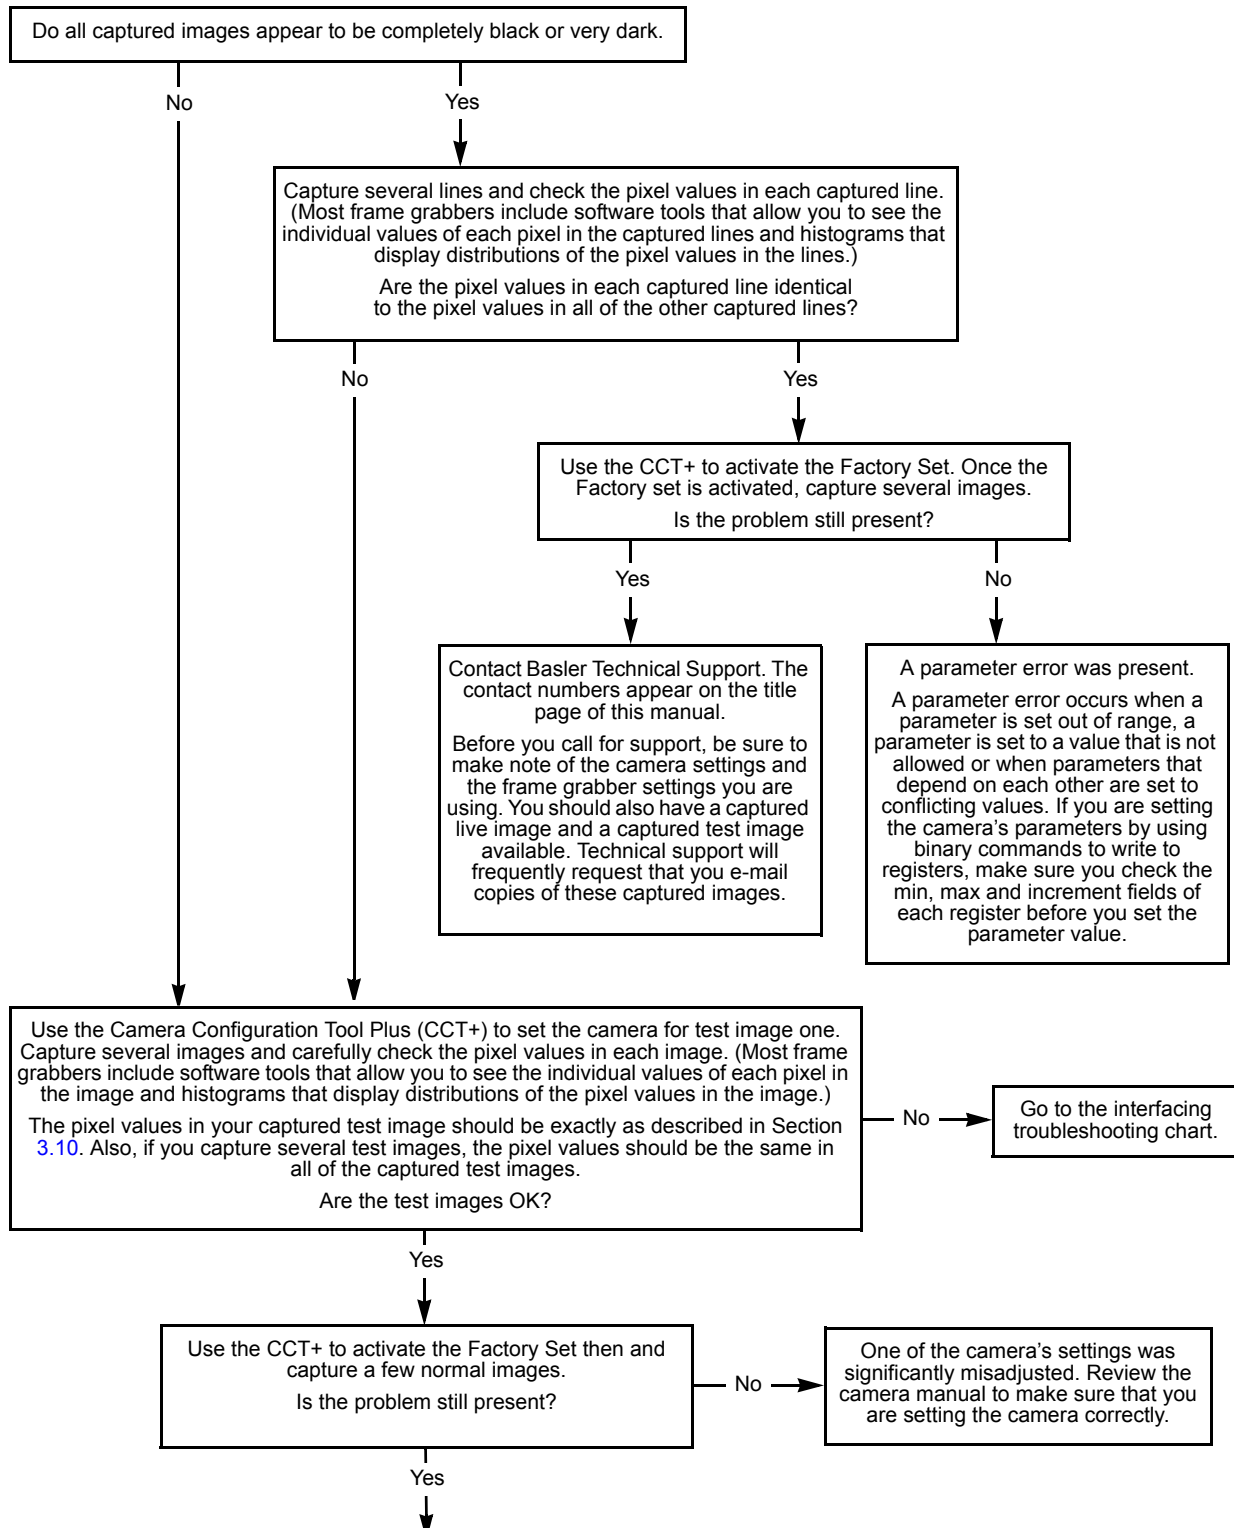 Do all captured images appear to be completely black or very dark.
No
Yes
Capture several lines and check the pixel values in each captured line.
(Most frame grabbers include software tools that allow you to see the
individual values of each pixel in the captured lines and histograms that
display distributions of the pixel values in the lines.)
Are the pixel values in each captured line identical
to the pixel values in all of the other captured lines?
No
Yes
Use the CCT+ to activate the Factory Set. Once the
Factory set is activated, capture several images.
Is the problem still present?
Yes
No
Contact Basler Technical Support. The
contact numbers appear on the title
page of this manual.
Before you call for support, be sure to
make note of the camera settings and
the frame grabber settings you are
using. You should also have a captured
live image and a captured test image
available. Technical support will
frequently request that you e-mail
copies of these captured images.
A parameter error was present.
A parameter error occurs when a
parameter is set out of range, a
parameter is set to a value that is not
allowed or when parameters that
depend on each other are set to
conflicting values. If you are setting
the camera's parameters by using
binary commands to write to
registers, make sure you check the
min, max and increment fields of
each register before you set the
parameter value.
Use the Camera Configuration Tool Plus (CCT+) to set the camera for test image one.
Capture several images and carefully check the pixel values in each image. (Most frame
grabbers include software tools that allow you to see the individual values of each pixel in
the image and histograms that display distributions of the pixel values in the image.)
The pixel values in your captured test image should be exactly as described in Section
3.10. Also, if you capture several test images, the pixel values should be the same in
all of the captured test images.
Are the test images OK?
No
Go to the interfacing
troubleshooting chart.
Yes
Use the CCT+ to activate the Factory Set then and
capture a few normal images.
Is the problem still present?
No
One of the camera's settings was
significantly misadjusted. Review the
camera manual to make sure that you
are setting the camera correctly.
Yes